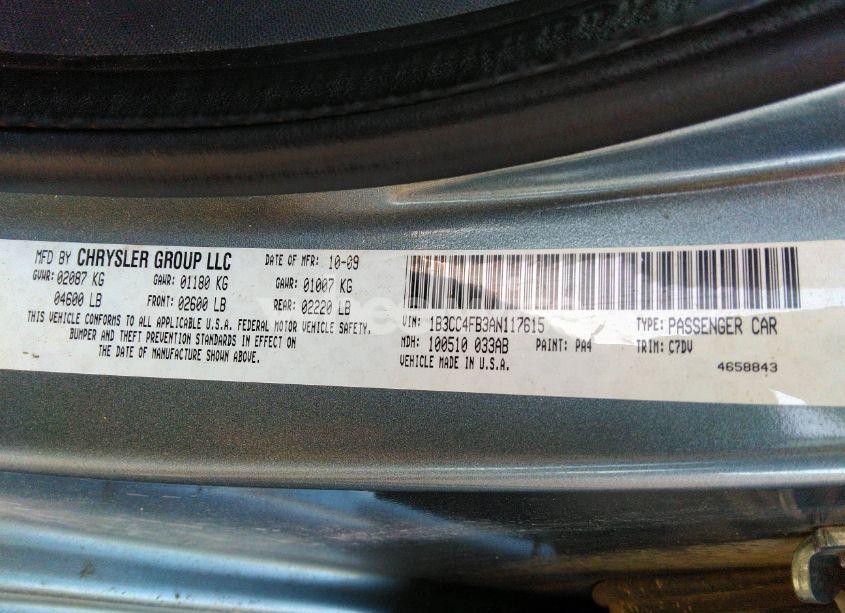 MFD BY CHRYSLER GROUP LLC DATE OF MFR: 10-09
GVWR: 02087 KG GAWR: 01180 KG GAWR: 01007 KG
04600 LB FRONT: 02600 LB REAR: 02220 LB
THIS VEHICLE CONFORMS TO ALL APPLICABLE U.S.A. FEDERAL MOTOR VEHICLE SAFETY,
BUMPER AND THEFT PREVENTION STANDARDS IN EFFECT ON
THE DATE OF MANUFACTURE SHOWN ABOVE.
VIN: 1B3CC4FB3AN117615 TYPE: PASSENGER CAR
MDH: 100510 033AB PAINT: PA4 TRIM: C7DV
VEHICLE MADE IN U.S.A. 4658843